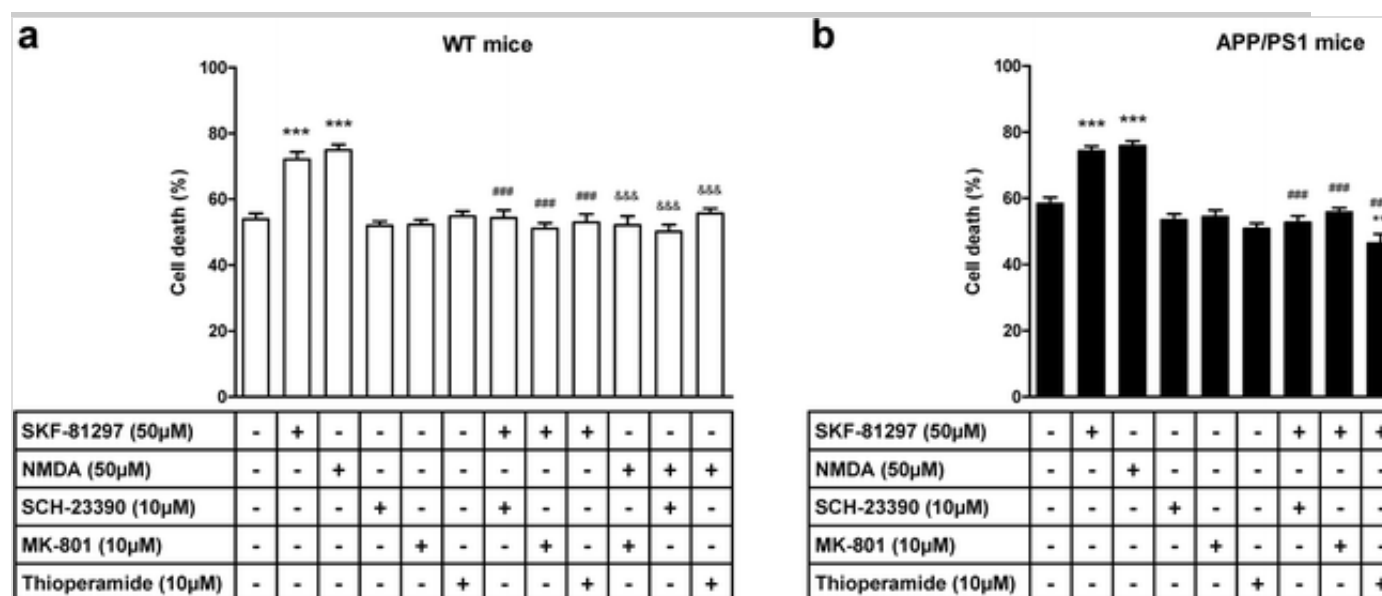 a
WT mice
100
80
60
40
20
0
Cell death (%)
***
***
###
###
###
&&&
&&&
&&&
SKF-81297 (50µM) - + - - - - + + + - - -
NMDA (50µM) - - + - - - - - - + + +
SCH-23390 (10µM) - - - + - - + - - - + -
MK-801 (10µM) - - - - + - - + - + - -
Thioperamide (10µM) - - - - - + - - + - - +
b
APP/PS1 mice
100
80
60
40
20
0
Cell death (%)
***
***
###
###
SKF-81297 (50µM) - + - - - - + + +
NMDA (50µM) - - + - - - - - -
SCH-23390 (10µM) - - - + - - + - -
MK-801 (10µM) - - - - + - - + -
Thioperamide (10µM) - - - - - + - - +